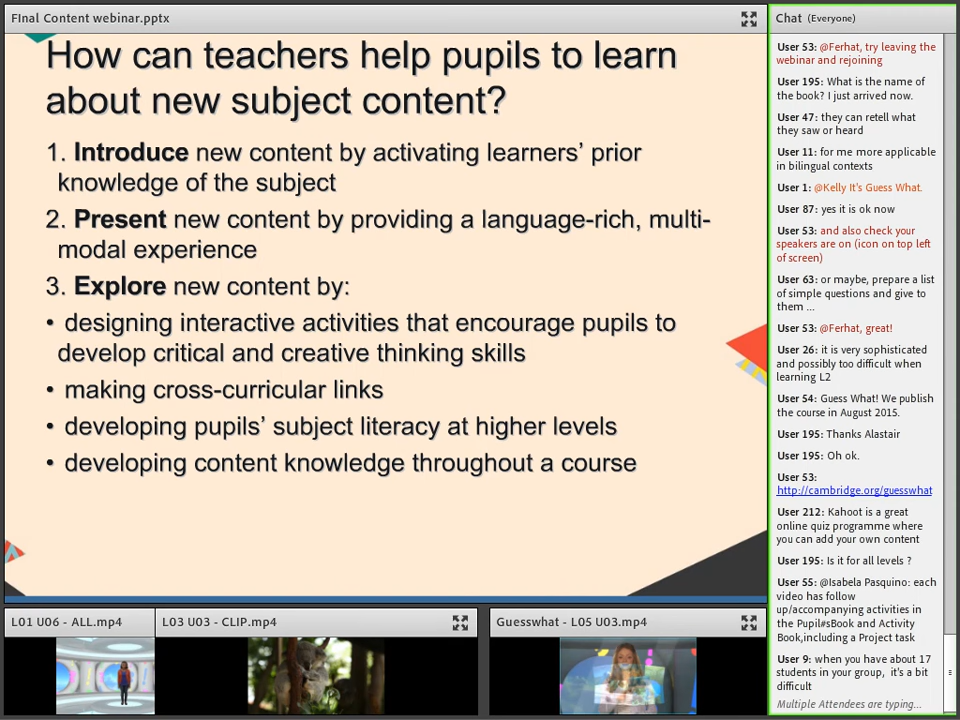 FInal Content webinar.pptx
How can teachers help pupils to learn
about new subject content?
1. Introduce new content by activating learners’ prior
knowledge of the subject
2. Present new content by providing a language-rich, multi-
modal experience
3. Explore new content by:
• designing interactive activities that encourage pupils to
develop critical and creative thinking skills
• making cross-curricular links
• developing pupils’ subject literacy at higher levels
• developing content knowledge throughout a course
L01 U06 - ALL.mp4
L03 U03 - CLIP.mp4
Guesswhat - L05 U03.mp4
Chat (Everyone)
User 53: @Ferhat, try leaving the
webinar and rejoining
User 195: What is the name of
the book? I just arrived now.
User 47: they can retell what
they saw or heard
User 11: for me more applicable
in bilingual contexts
User 1: @Kelly It's Guess What.
User 87: yes it is ok now
User 53: and also check your
speakers are on (icon on top left
of screen)
User 63: or maybe, prepare a list
of simple questions and give to
them ...
User 53: @Ferhat, great!
User 26: it is very sophisticated
and possibly too difficult when
learning L2
User 54: Guess What! We publish
the course in August 2015.
User 195: Thanks Alastair
User 195: Oh ok.
User 53:
http://cambridge.org/guesswhat
User 212: Kahoot is a great
online quiz programme where
you can add your own content
User 195: Is it for all levels ?
User 55: @Isabela Pasquino: each
video has follow
up/accompanying activities in
the Pupil#sBook and Activity
Book,including a Project task
User 9: when you have about 17
students in your group, it's a bit
difficult
Multiple Attendees are typing...